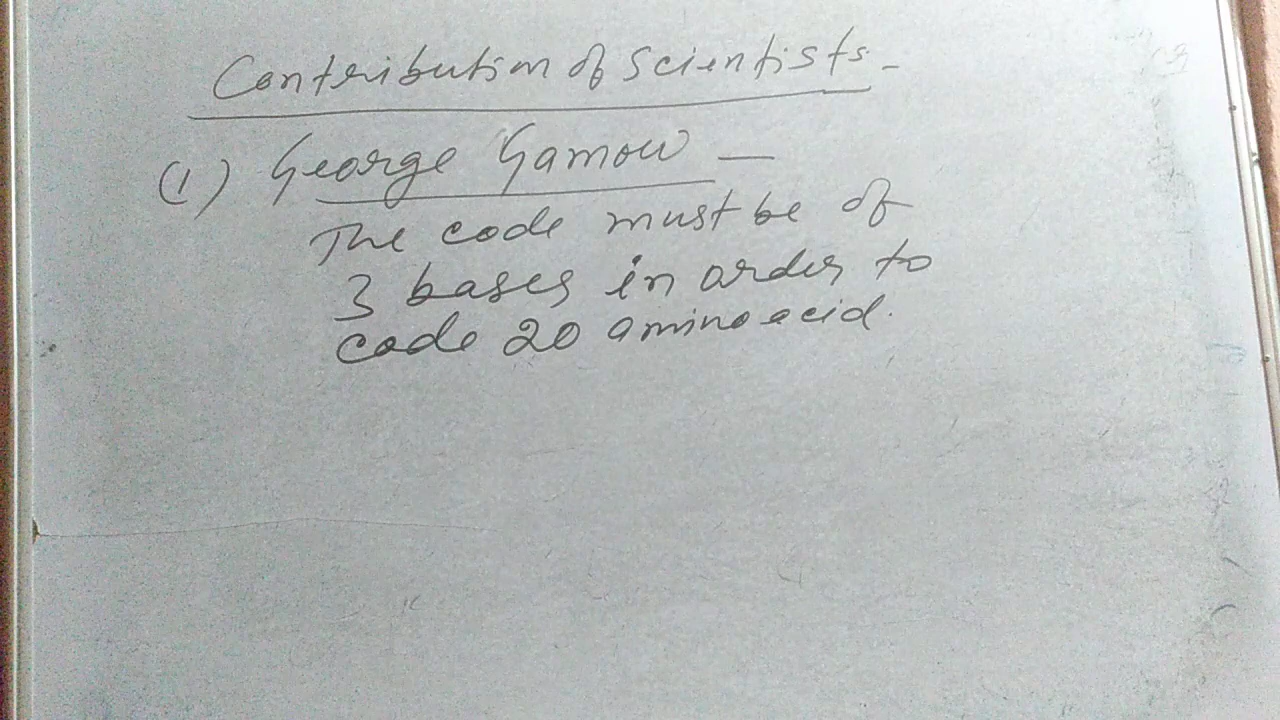 Contribution of Scientists -
(1) George Gamow —
The code must be of
3 bases in order to
code 20 amino acid.